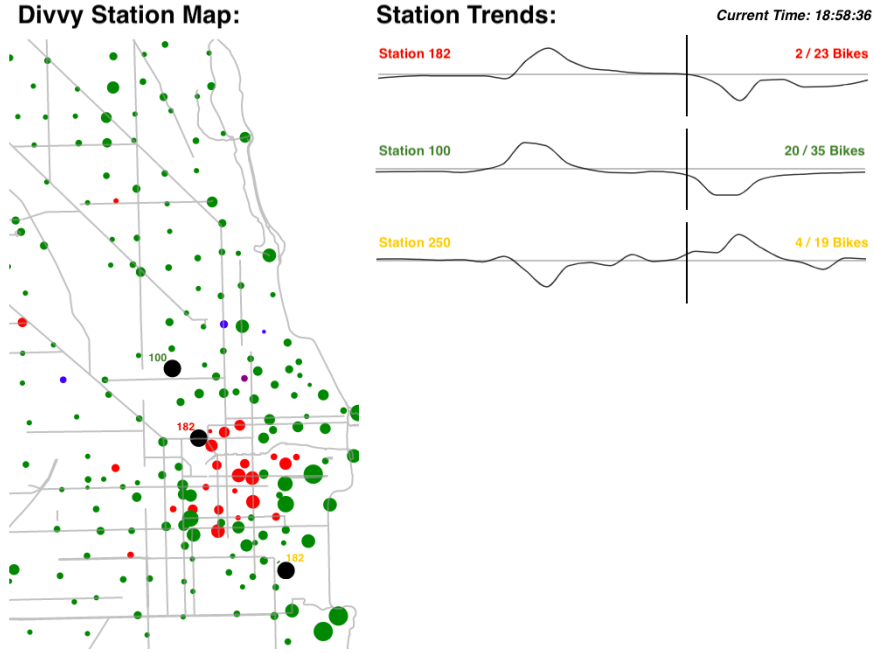 Divvy Station Map:
Station Trends:
Current Time: 18:58:36
Station 182
2 / 23 Bikes
Station 100
20 / 35 Bikes
Station 250
4 / 19 Bikes
100
182
182